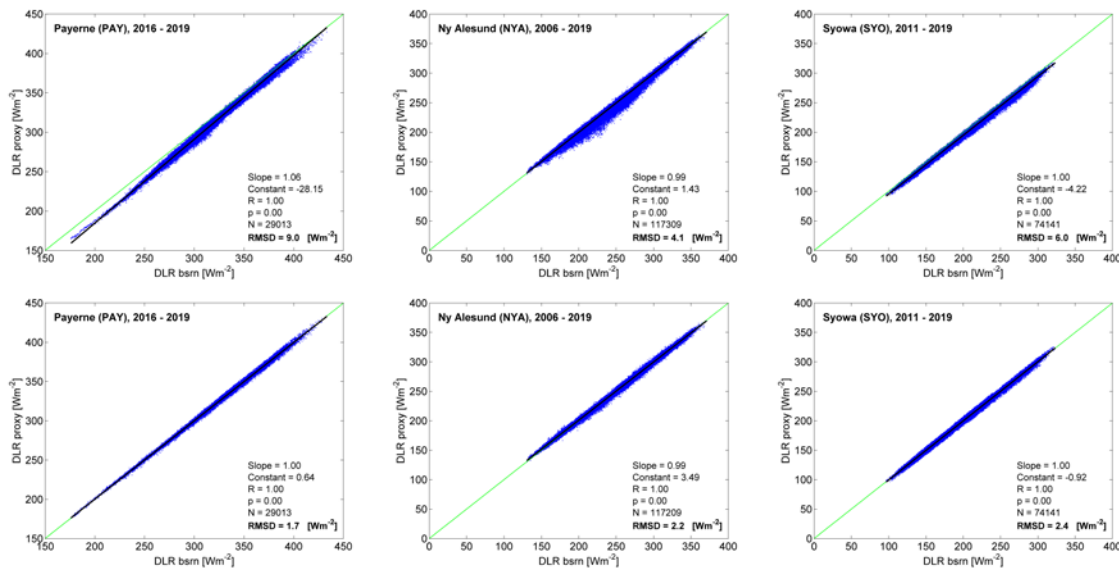 Payerne (PAY), 2016 - 2019
450
400
350
300
250
200
150
DLR proxy [Wm-2]
Slope = 1.06
Constant = -28.15
R = 1.00
p = 0.00
N = 29013
RMSD = 9.0 [Wm-2]
150 200 250 300 350 400 450
DLR bsrn [Wm-2]
Ny Alesund (NYA), 2006 - 2019
400
350
300
250
200
150
100
50
0
DLR proxy [Wm-2]
Slope = 0.99
Constant = 1.43
R = 1.00
p = 0.00
N = 117309
RMSD = 4.1 [Wm-2]
0 50 100 150 200 250 300 350 400
DLR bsrn [Wm-2]
Syowa (SYO), 2011 - 2019
400
350
300
250
200
150
100
50
0
DLR proxy [Wm-2]
Slope = 1.00
Constant = -4.22
R = 1.00
p = 0.00
N = 74141
RMSD = 6.0 [Wm-2]
0 50 100 150 200 250 300 350 400
DLR bsrn [Wm-2]
Payerne (PAY), 2016 - 2019
450
400
350
300
250
200
150
DLR proxy [Wm-2]
Slope = 1.00
Constant = 0.64
R = 1.00
p = 0.00
N = 29013
RMSD = 1.7 [Wm-2]
150 200 250 300 350 400 450
DLR bsrn [Wm-2]
Ny Alesund (NYA), 2006 - 2019
400
350
300
250
200
150
100
50
0
DLR proxy [Wm-2]
Slope = 0.99
Constant = 3.49
R = 1.00
p = 0.00
N = 117209
RMSD = 2.2 [Wm-2]
0 50 100 150 200 250 300 350 400
DLR bsrn [Wm-2]
Syowa (SYO), 2011 - 2019
400
350
300
250
200
150
100
50
0
DLR proxy [Wm-2]
Slope = 1.00
Constant = -0.92
R = 1.00
p = 0.00
N = 74141
RMSD = 2.4 [Wm-2]
0 50 100 150 200 250 300 350 400
DLR bsrn [Wm-2]